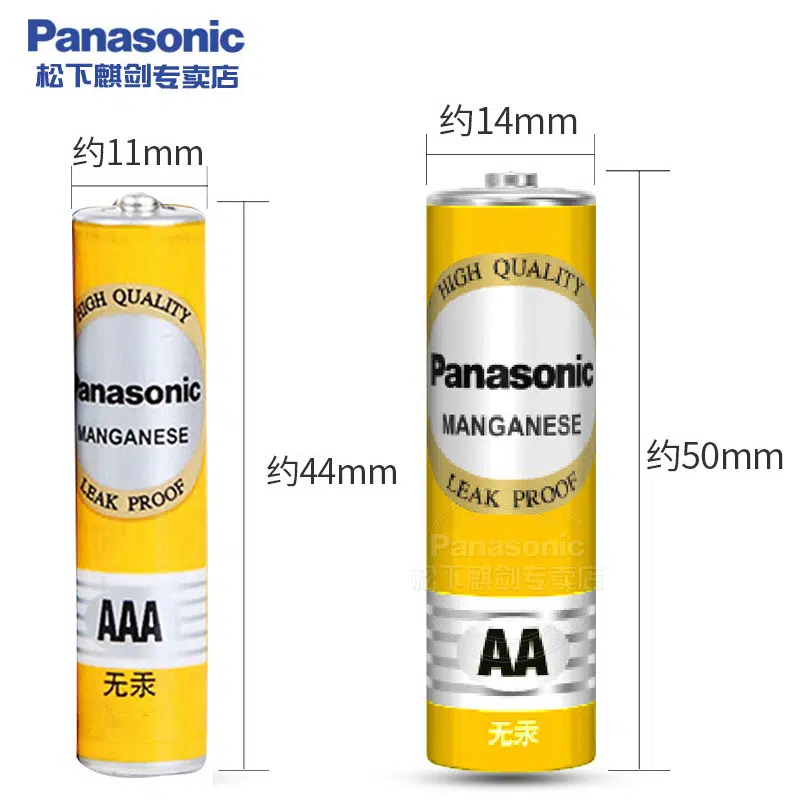 Panasonic
松下麒剑专卖店
约11mm
约14mm
HIGH QUALITY
Panasonic
MANGANESE
LEAK PROOF
AAA
无汞
约44mm
HIGH QUALITY
Panasonic
MANGANESE
LEAK PROOF
Panasonic
松下麒剑专卖店
AA
无汞
约50mm